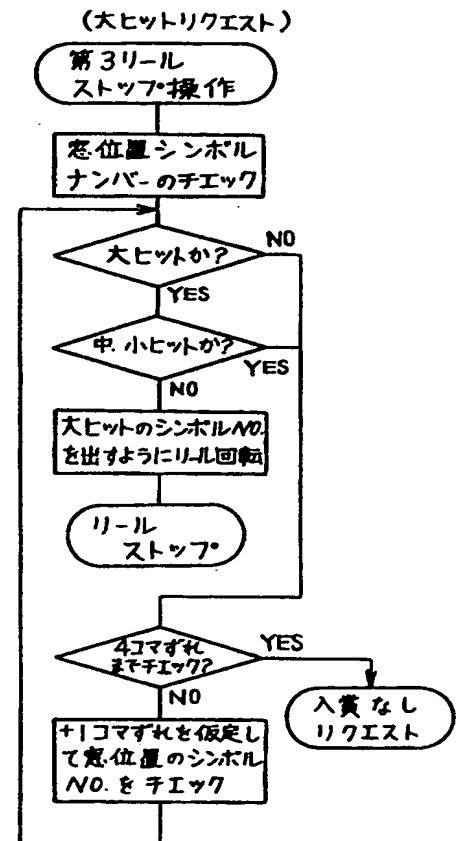 (大ヒットリクエスト)
第3リール
ストップ操作
窓位置シンボル
ナンバーのチエック
大ヒットか?
NO
YES
中.小ヒットか?
YES
NO
大ヒットのシンボルNO.
を出すようにリール回転
リール
ストップ
4コマずれ
までチエック?
YES
NO
入賞なし
リクエスト
+1コマずれを仮定し
て窓位置のシンボル
NO.をチエック